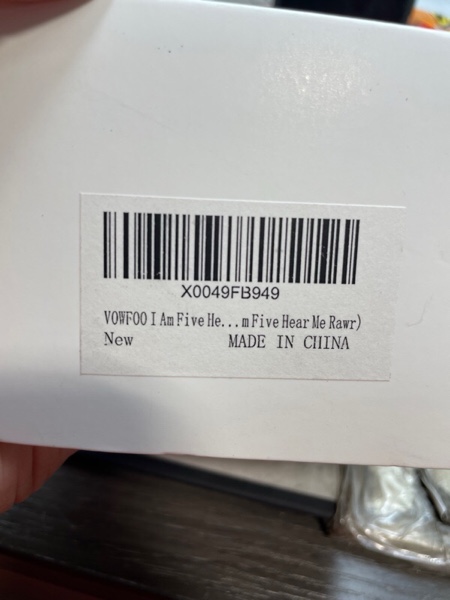 X0049FB949
VOWFOO I Am Five He...m Five Hear Me Rawr)
New MADE IN CHINA